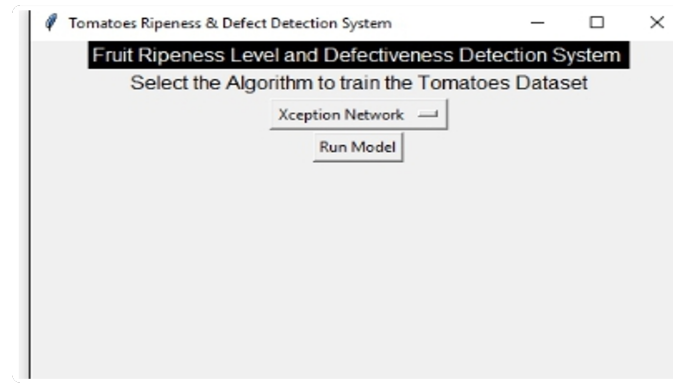 Tomatoes Ripeness & Defect Detection System
Fruit Ripeness Level and Defectiveness Detection System
Select the Algorithm to train the Tomatoes Dataset
Xception Network
Run Model